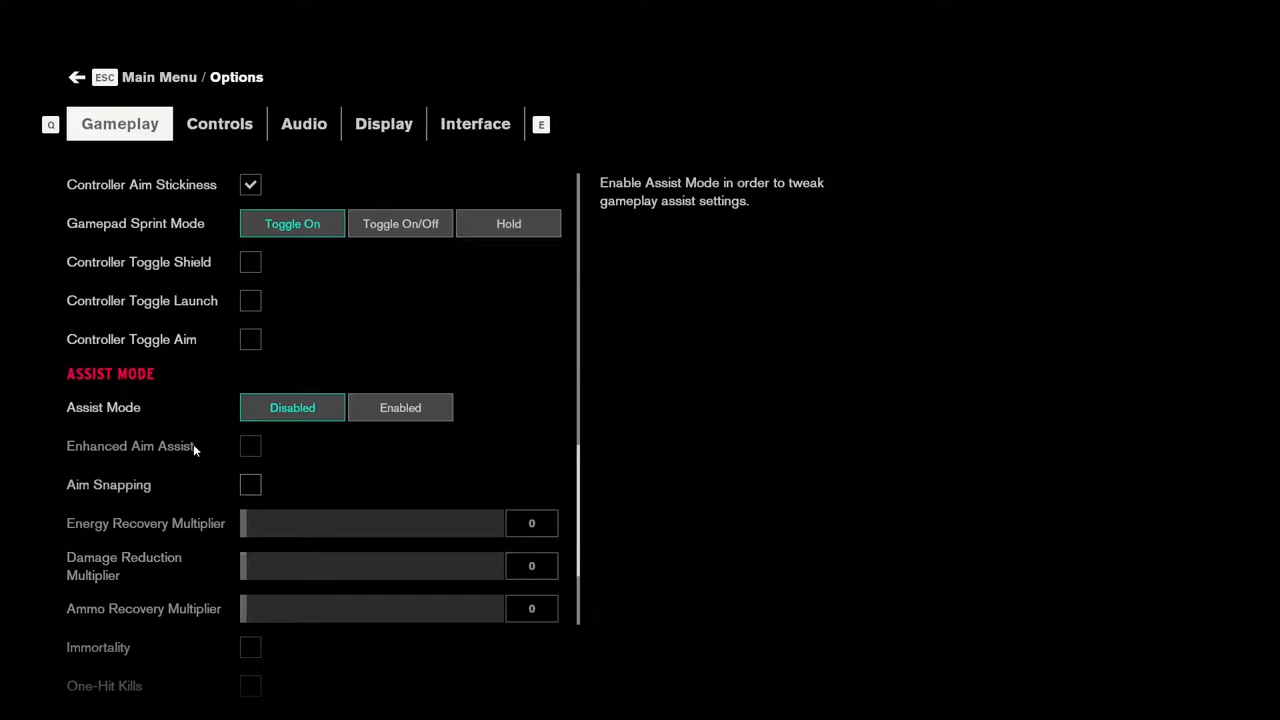 ESC Main Menu / Options
Q Gameplay Controls Audio Display Interface E
Controller Aim Stickiness
Gamepad Sprint Mode Toggle On Toggle On/Off Hold
Controller Toggle Shield
Controller Toggle Launch
Controller Toggle Aim
ASSIST MODE
Assist Mode Disabled Enabled
Enhanced Aim Assist
Aim Snapping
Energy Recovery Multiplier 0
Damage Reduction
Multiplier 0
Ammo Recovery Multiplier 0
Immortality
One-Hit Kills
Enable Assist Mode in order to tweak
gameplay assist settings.